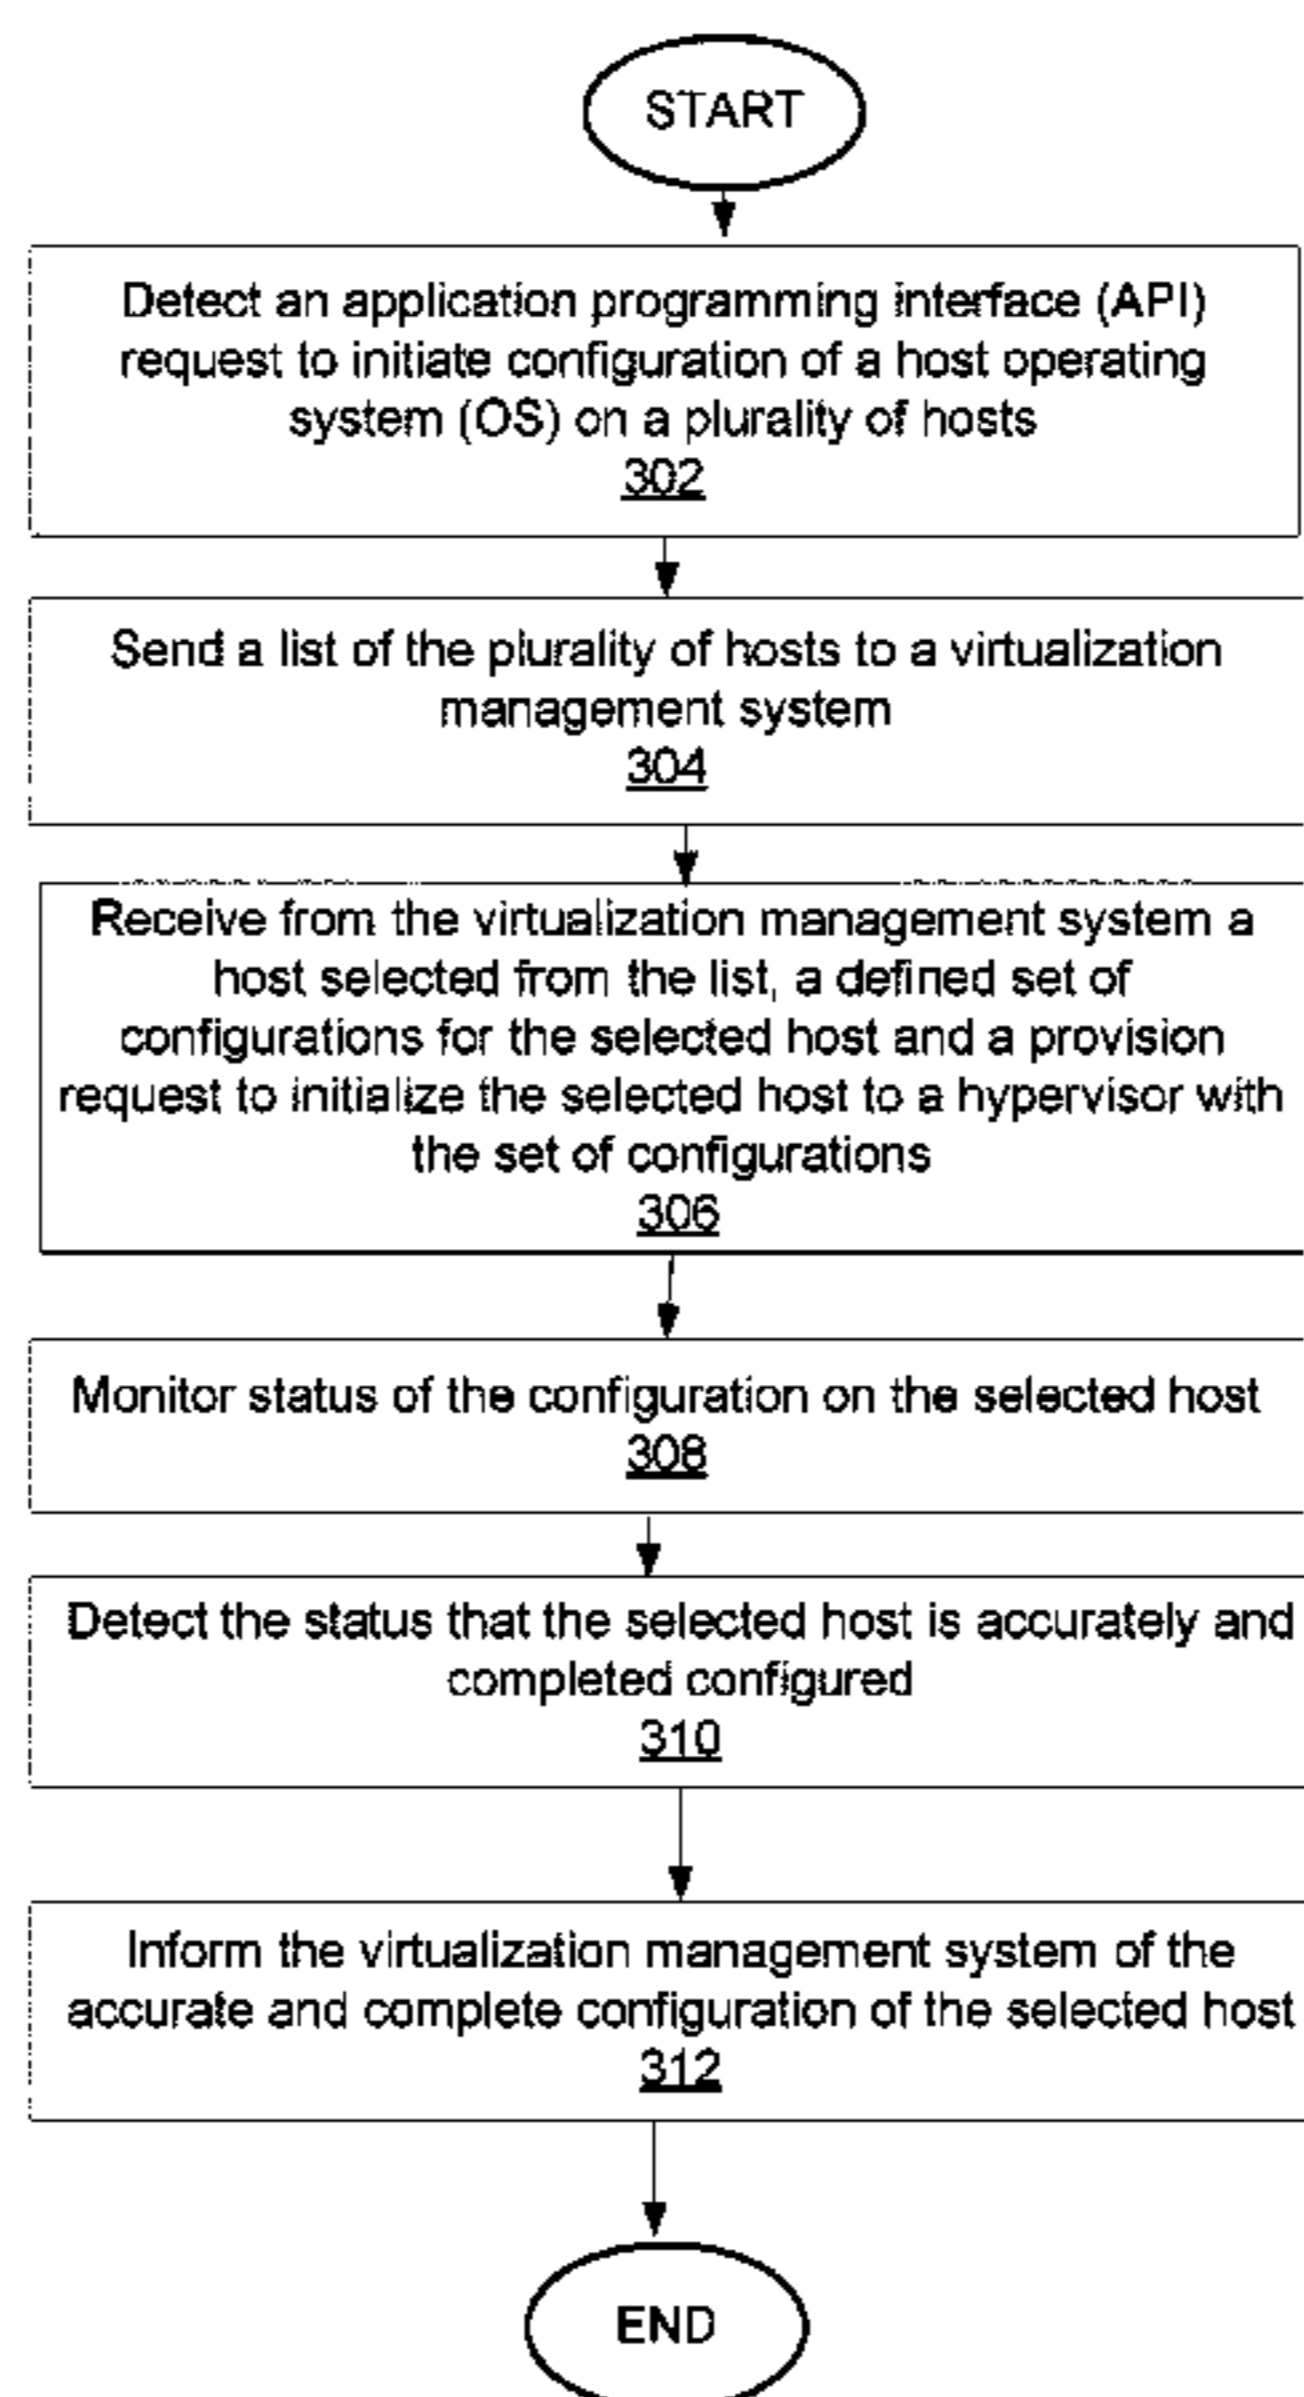 START
Detect an application programming interface (API)
request to initiate configuration of a host operating
system (OS) on a plurality of hosts
302
Send a list of the plurality of hosts to a virtualization
management system
304
Receive from the virtualization management system a
host selected from the list, a defined set of
configurations for the selected host and a provision
request to initialize the selected host to a hypervisor with
the set of configurations
306
Monitor status of the configuration on the selected host
308
Detect the status that the selected host is accurately and
completed configured
310
Inform the virtualization management system of the
accurate and complete configuration of the selected host
312
END